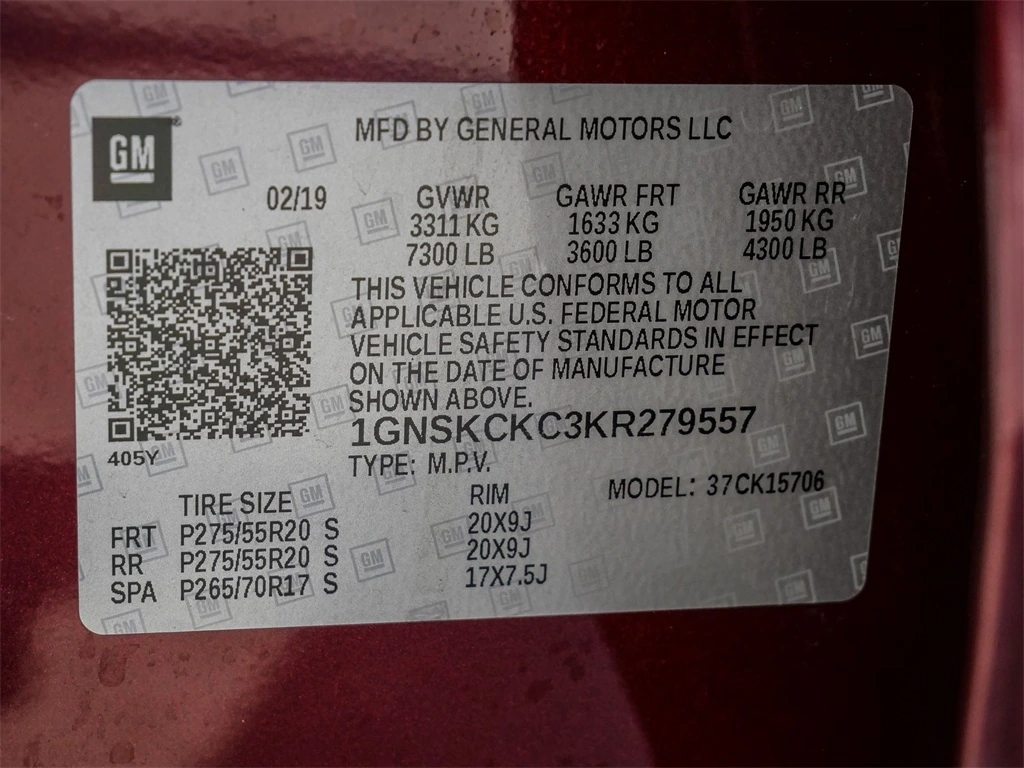 GM
MFD BY GENERAL MOTORS LLC
02/19 GVWR GAWR FRT GAWR RR
3311 KG 1633 KG 1950 KG
7300 LB 3600 LB 4300 LB
THIS VEHICLE CONFORMS TO ALL
APPLICABLE U.S. FEDERAL MOTOR
VEHICLE SAFETY STANDARDS IN EFFECT
ON THE DATE OF MANUFACTURE
SHOWN ABOVE.
1GNSKCKC3KR279557
405Y
TYPE: M.P.V.
TIRE SIZE RIM MODEL: 37CK15706
FRT P275/55R20 S 20X9J
RR P275/55R20 S 20X9J
SPA P265/70R17 S 17X7.5J